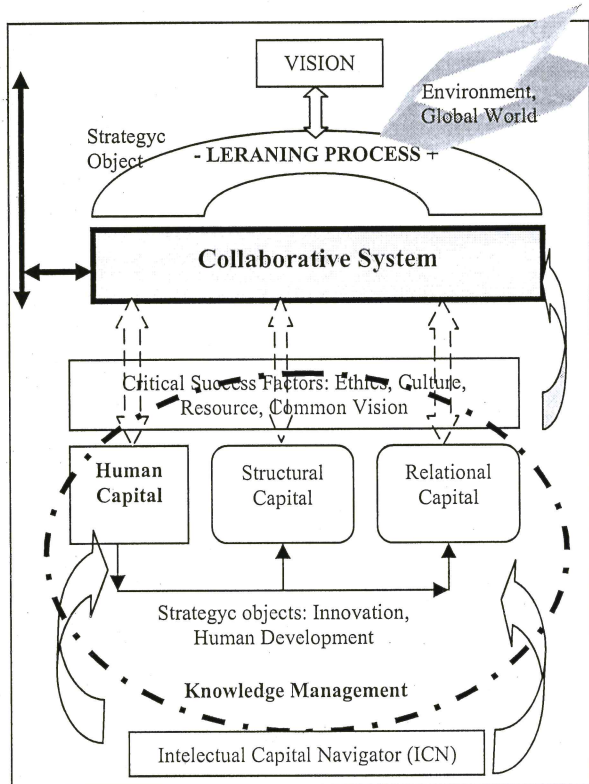 VISION
Environment,
Global World
Strategyc
Object
- LERANING PROCESS +
Collaborative System
Critical Success Factors: Ethics, Culture,
Resource, Common Vision
Human
Capital
Structural
Capital
Relational
Capital
Strategyc objects: Innovation,
Human Development
Knowledge Management
Intelectual Capital Navigator (ICN)